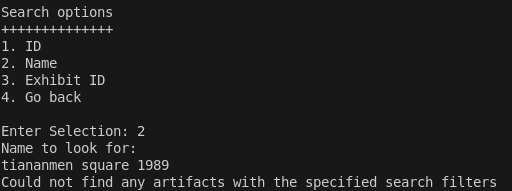 Search options
++++++++++++++
1. ID
2. Name
3. Exhibit ID
4. Go back
Enter Selection: 2
Name to look for:
tiananmen square 1989
Could not find any artifacts with the specified search filters